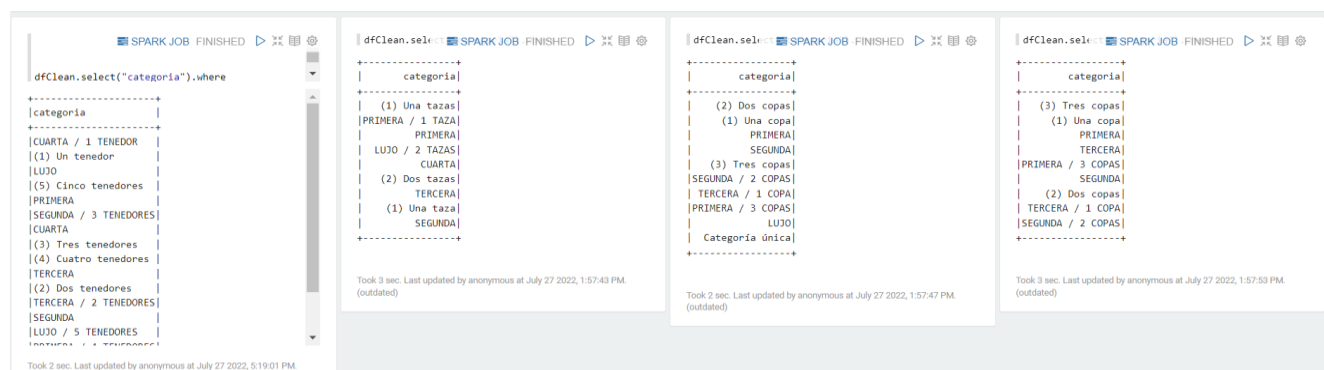 SPARK JOB FINISHED
dfClean.select("categoria").where
+--------------------+
|categoria           |
+--------------------+
|CUARTA / 1 TENEDOR  |
|(1) Un tenedor      |
|LUJO                |
|(5) Cinco tenedores |
|PRIMERA             |
|SEGUNDA / 3 TENEDORES|
|CUARTA              |
|(3) Tres tenedores  |
|(4) Cuatro tenedores |
|TERCERA             |
|(2) Dos tenedores   |
|TERCERA / 2 TENEDORES|
|SEGUNDA             |
|LUJO / 5 TENEDORES  |
|PRIMERA / 4 TENEDORES|
Took 2 sec. Last updated by anonymous at July 27 2022, 5:19:01 PM.
dfClean.sele SPARK JOB FINISHED
+----------------+
|       categoria|
+----------------+
|   (1) Una tazas|
|PRIMERA / 1 TAZA|
|         PRIMERA|
|  LUJO / 2 TAZAS|
|          CUARTA|
|   (2) Dos tazas|
|         TERCERA|
|    (1) Una taza|
|         SEGUNDA|
+----------------+
Took 3 sec. Last updated by anonymous at July 27 2022, 1:57:43 PM.
(outdated)
dfClean.sele SPARK JOB FINISHED
+-----------------+
|        categoria|
+-----------------+
|    (2) Dos copas|
|     (1) Una copa|
|          PRIMERA|
|          SEGUNDA|
|   (3) Tres copas|
|SEGUNDA / 2 COPAS|
| TERCERA / 1 COPA|
|PRIMERA / 3 COPAS|
|             LUJO|
|  Categoría única|
+-----------------+
Took 2 sec. Last updated by anonymous at July 27 2022, 1:57:47 PM.
(outdated)
dfClean.sele SPARK JOB FINISHED
+-----------------+
|        categoria|
+-----------------+
|   (3) Tres copas|
|     (1) Una copa|
|          PRIMERA|
|          TERCERA|
|PRIMERA / 3 COPAS|
|          SEGUNDA|
|    (2) Dos copas|
| TERCERA / 1 COPA|
|SEGUNDA / 2 COPAS|
+-----------------+
Took 3 sec. Last updated by anonymous at July 27 2022, 1:57:53 PM.
(outdated)